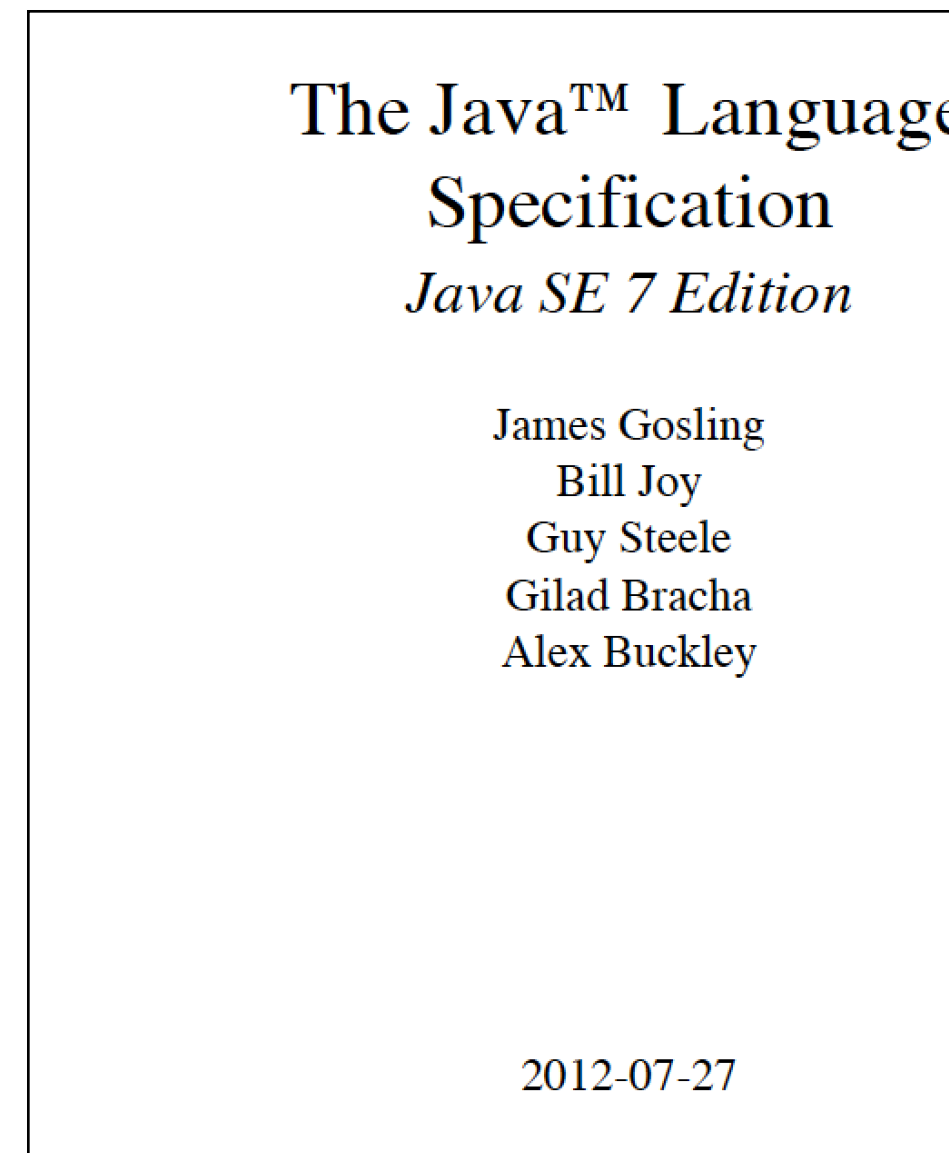 The Java™ Language
Specification
Java SE 7 Edition
James Gosling
Bill Joy
Guy Steele
Gilad Bracha
Alex Buckley
2012-07-27